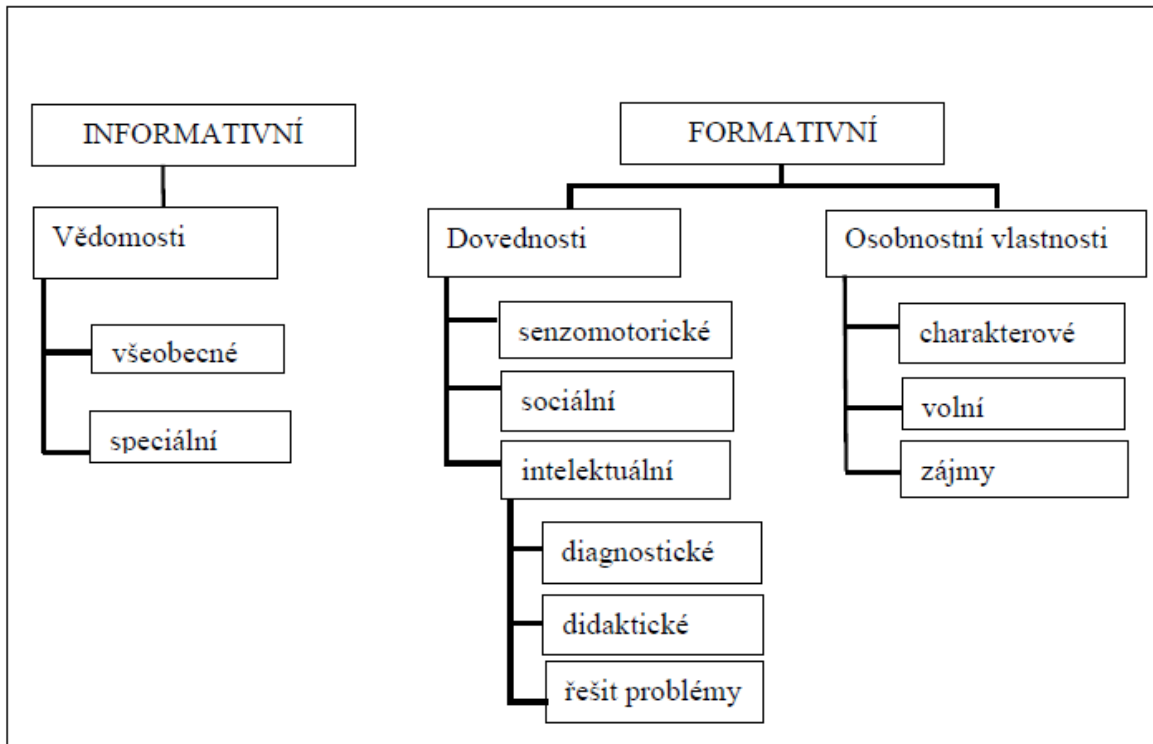 INFORMATIVNÍ
Vědomosti
všeobecné
speciální
FORMATIVNÍ
Dovednosti
senzomotorické
sociální
intelektuální
diagnostické
didaktické
řešit problémy
Osobnostní vlastnosti
charakterové
volní
zájmy